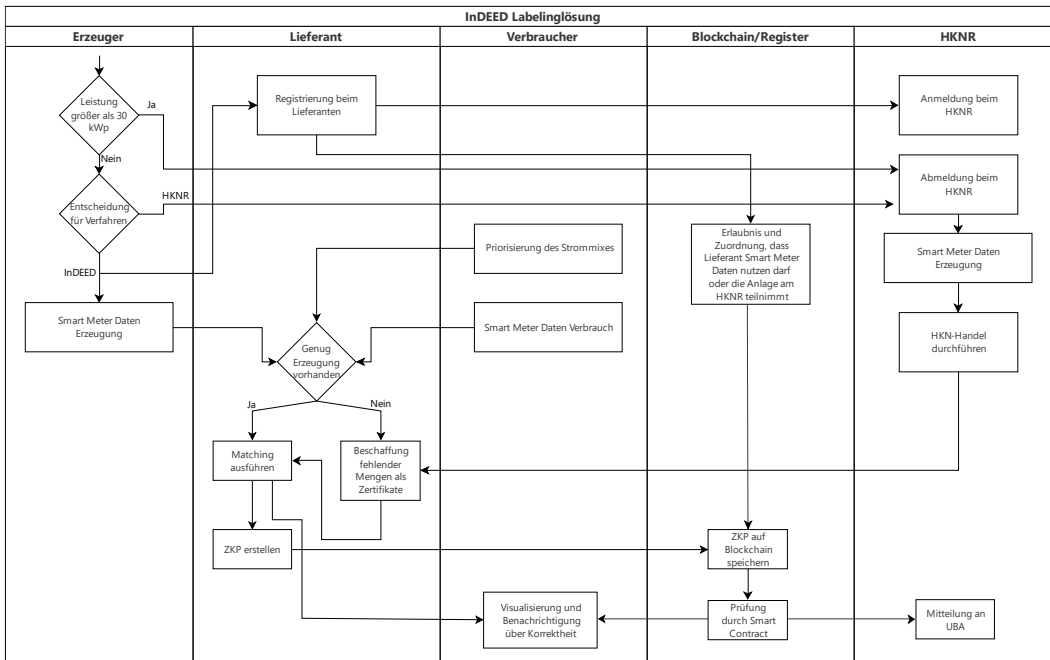 InDEED Labelinglösung
Erzeuger
Lieferant
Verbraucher
Blockchain/Register
HKNR
Leistung
größer als 30
kWp
Ja
Nein
Entscheidung
für Verfahren
HKNR
InDEED
Smart Meter Daten
Erzeugung
Registrierung beim
Lieferanten
Genug
Erzeugung
vorhanden
Ja
Nein
Matching
ausführen
Beschaffung
fehlender
Mengen als
Zertifikate
ZKP erstellen
Priorisierung des Strommixes
Smart Meter Daten Verbrauch
Visualisierung und
Benachrichtigung
über Korrektheit
Erlaubnis und
Zuordnung, dass
Lieferant Smart Meter
Daten nutzen darf
oder die Anlage am
HKNR teilnimmt
ZKP auf
Blockchain
speichern
Prüfung
durch Smart
Contract
Anmeldung beim
HKNR
Abmeldung beim
HKNR
Smart Meter Daten
Erzeugung
HKN-Handel
durchführen
Mitteilung an
UBA